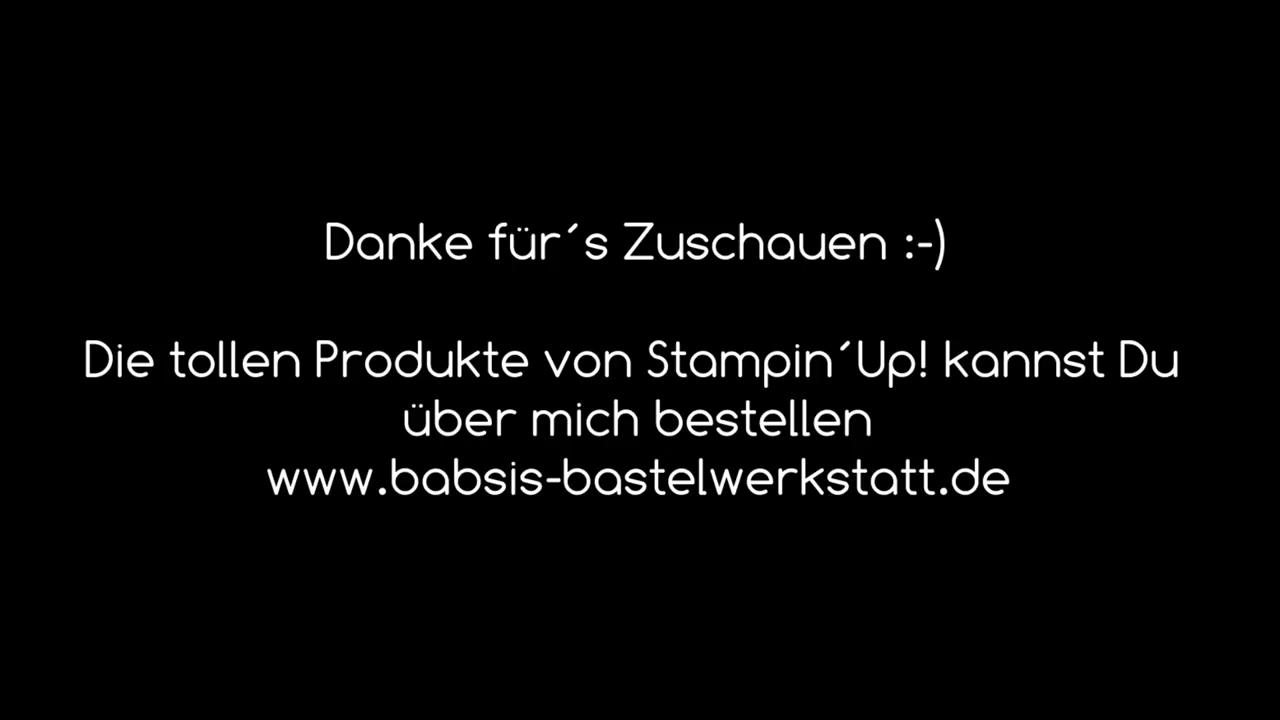 Danke für´s Zuschauen :-)
Die tollen Produkte von Stampin´Up! kannst Du
über mich bestellen
www.babsis-bastelwerkstatt.de